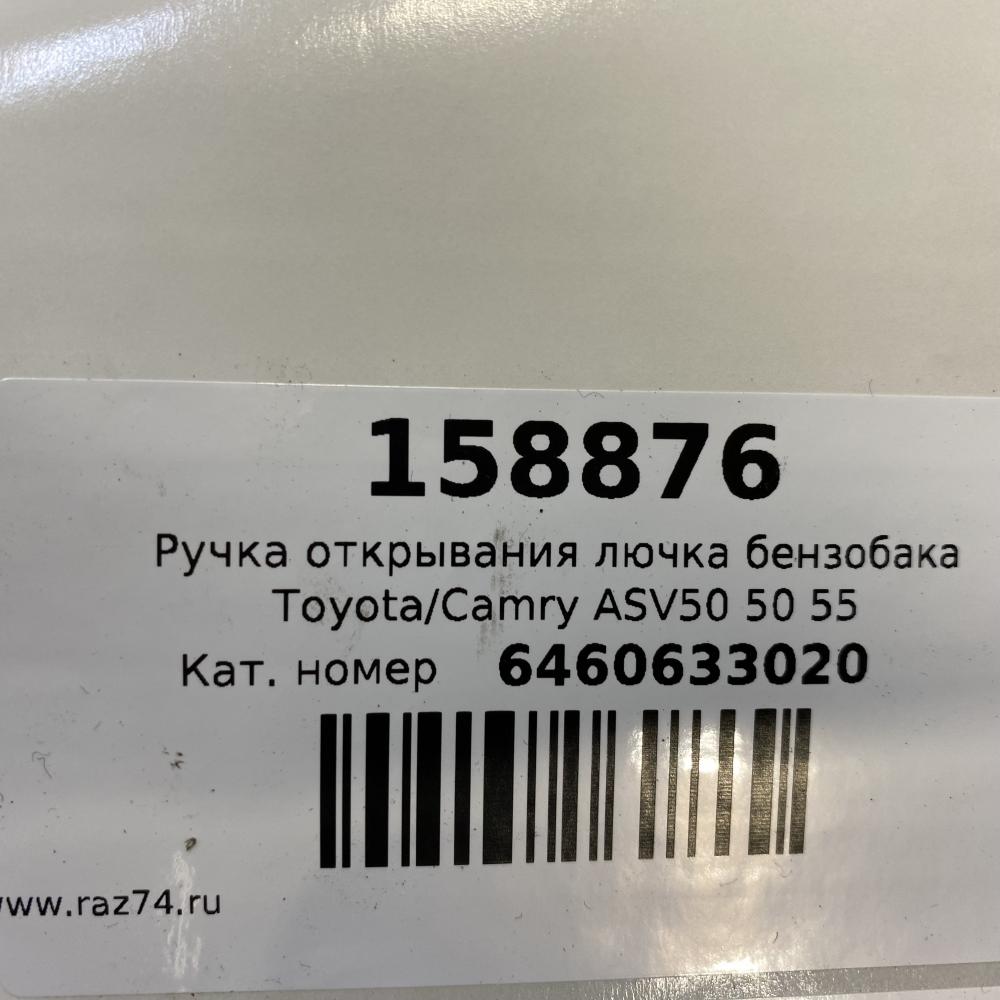 158876
Ручка открывания лючка бензобака
Toyota/Camry ASV50 50 55
Кат. номер 6460633020
www.raz74.ru